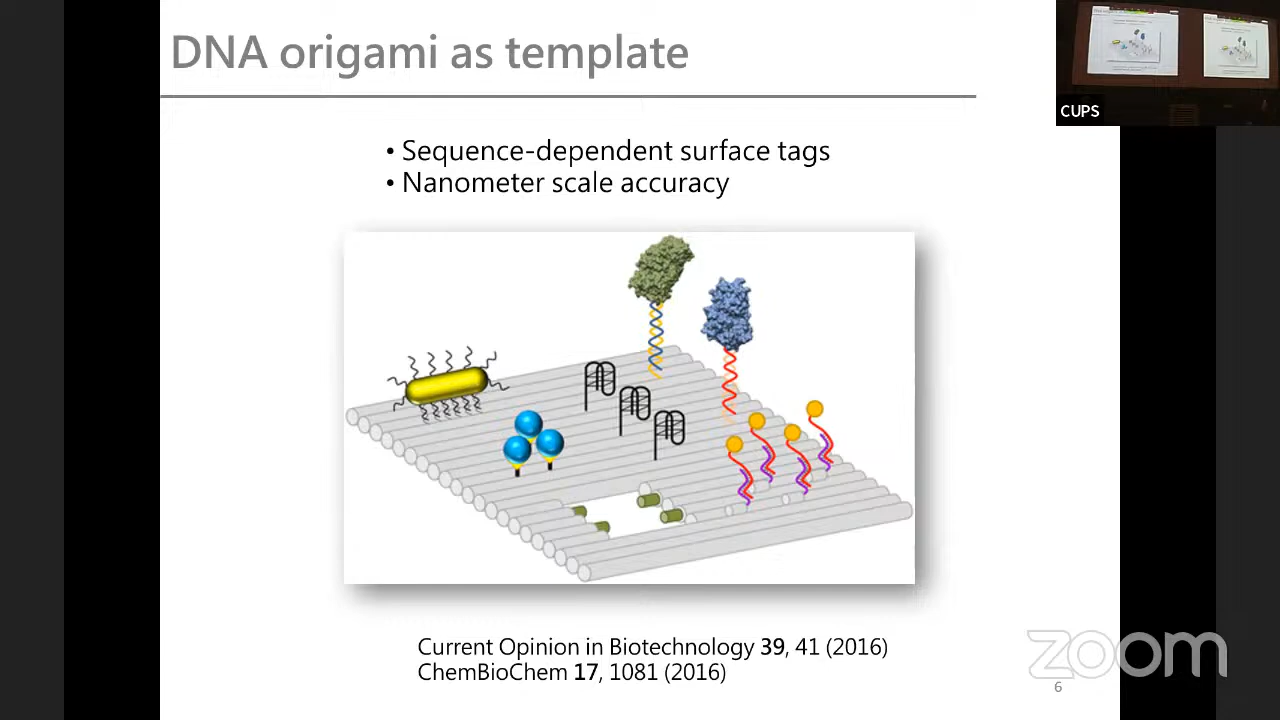 DNA origami as template
• Sequence-dependent surface tags
• Nanometer scale accuracy
Current Opinion in Biotechnology 39, 41 (2016)
ChemBioChem 17, 1081 (2016)
6
CUPS
zoom